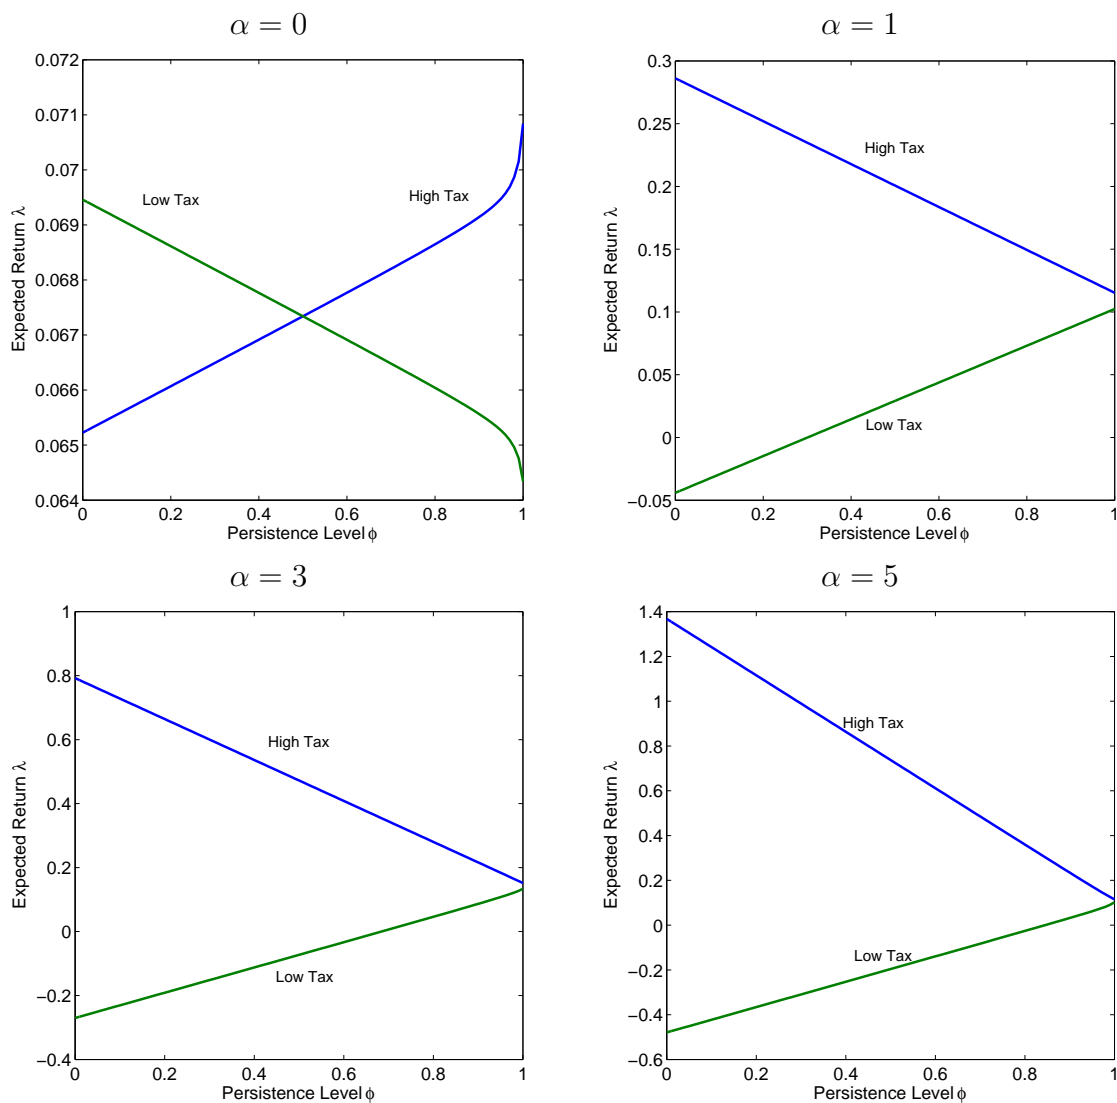 α = 0
0.072
0.071
0.07
0.069
0.068
0.067
0.066
0.065
0.064
Expected Return λ
Low Tax
High Tax
0 0.2 0.4 0.6 0.8 1
Persistence Level ϕ
α = 1
0.3
0.25
0.2
0.15
0.1
0.05
0
−0.05
Expected Return λ
High Tax
Low Tax
0 0.2 0.4 0.6 0.8 1
Persistence Level ϕ
α = 3
1
0.8
0.6
0.4
0.2
0
−0.2
−0.4
Expected Return λ
High Tax
Low Tax
0 0.2 0.4 0.6 0.8 1
Persistence Level ϕ
α = 5
1.4
1.2
1
0.8
0.6
0.4
0.2
0
−0.2
−0.4
−0.6
Expected Return λ
High Tax
Low Tax
0 0.2 0.4 0.6 0.8 1
Persistence Level ϕ